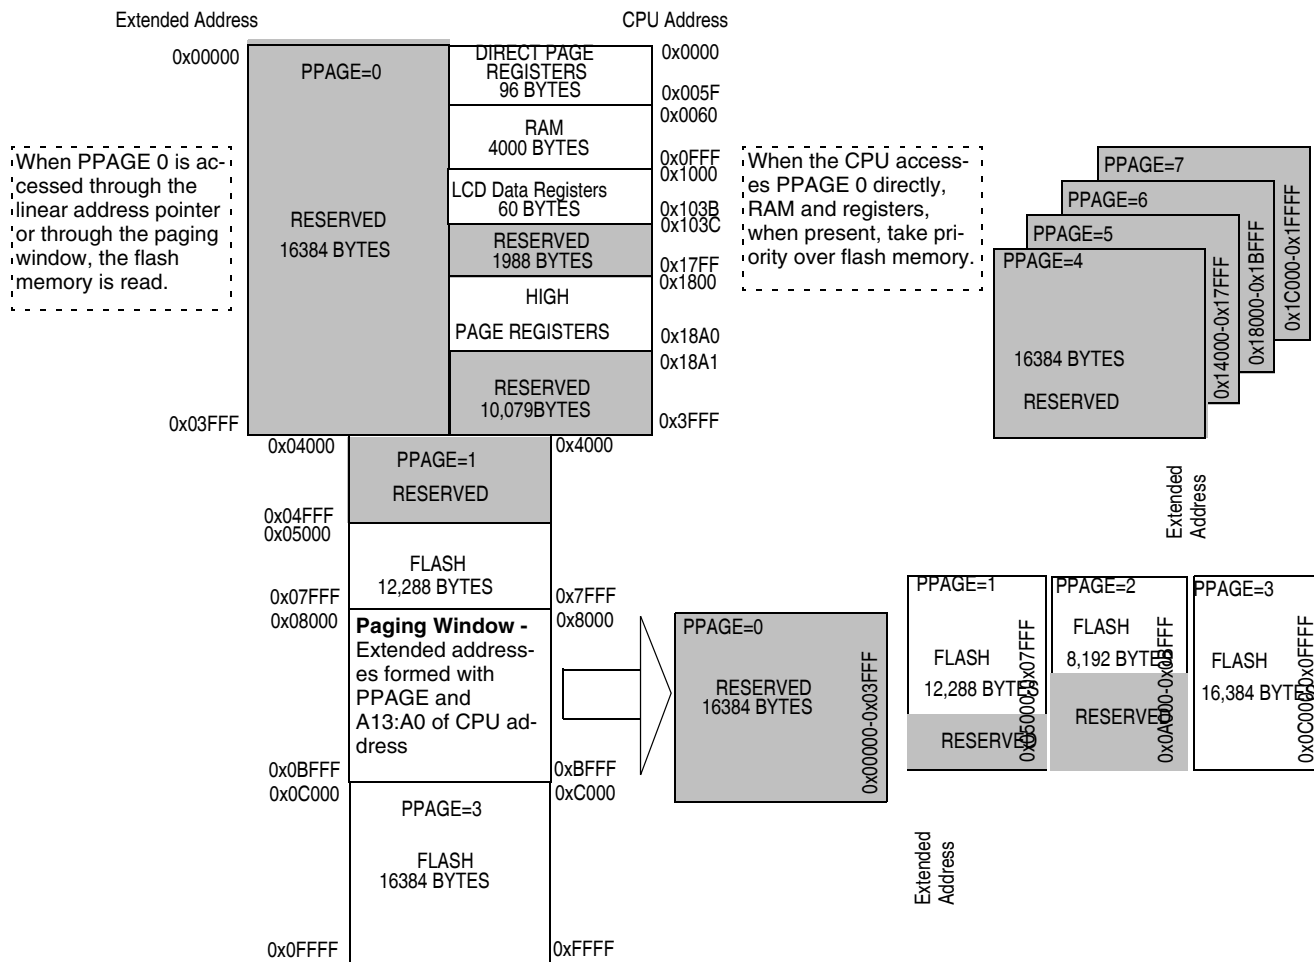 Extended Address
CPU Address
0x00000
PPAGE=0
RESERVED
16384 BYTES
0x03FFF
DIRECT PAGE
REGISTERS
96 BYTES
0x0000
0x005F
0x0060
RAM
4000 BYTES
0x0FFF
0x1000
LCD Data Registers
60 BYTES
0x103B
0x103C
RESERVED
1988 BYTES
0x17FF
0x1800
HIGH
PAGE REGISTERS
0x18A0
0x18A1
RESERVED
10,079BYTES
0x3FFF
When PPAGE 0 is ac-
cessed through the
linear address pointer
or through the paging
window, the flash
memory is read.
When the CPU access-
es PPAGE 0 directly,
RAM and registers,
when present, take pri-
ority over flash memory.
PPAGE=7
PPAGE=6
PPAGE=5
PPAGE=4
16384 BYTES
RESERVED
0x14000-0x17FFF
0x18000-0x1BFFF
0x1C000-0x1FFFF
Extended
Address
0x04000
0x4000
PPAGE=1
RESERVED
0x04FFF
0x05000
FLASH
12,288 BYTES
0x07FFF
0x7FFF
0x08000
0x8000
Paging Window -
Extended address-
es formed with
PPAGE and
A13:A0 of CPU ad-
dress
0x0BFFF
0xBFFF
0x0C000
0xC000
PPAGE=3
FLASH
16384 BYTES
0x0FFFF
0xFFFF
PPAGE=0
RESERVED
16384 BYTES
0x00000-0x03FFF
PPAGE=1
FLASH
12,288 BYTES
RESERVED
0x05000-0x07FFF
PPAGE=2
FLASH
8,192 BYTES
RESERVED
0x0A000-0x0BFFF
PPAGE=3
FLASH
16,384 BYTES
0x0C000-0x0FFFF
Extended
Address